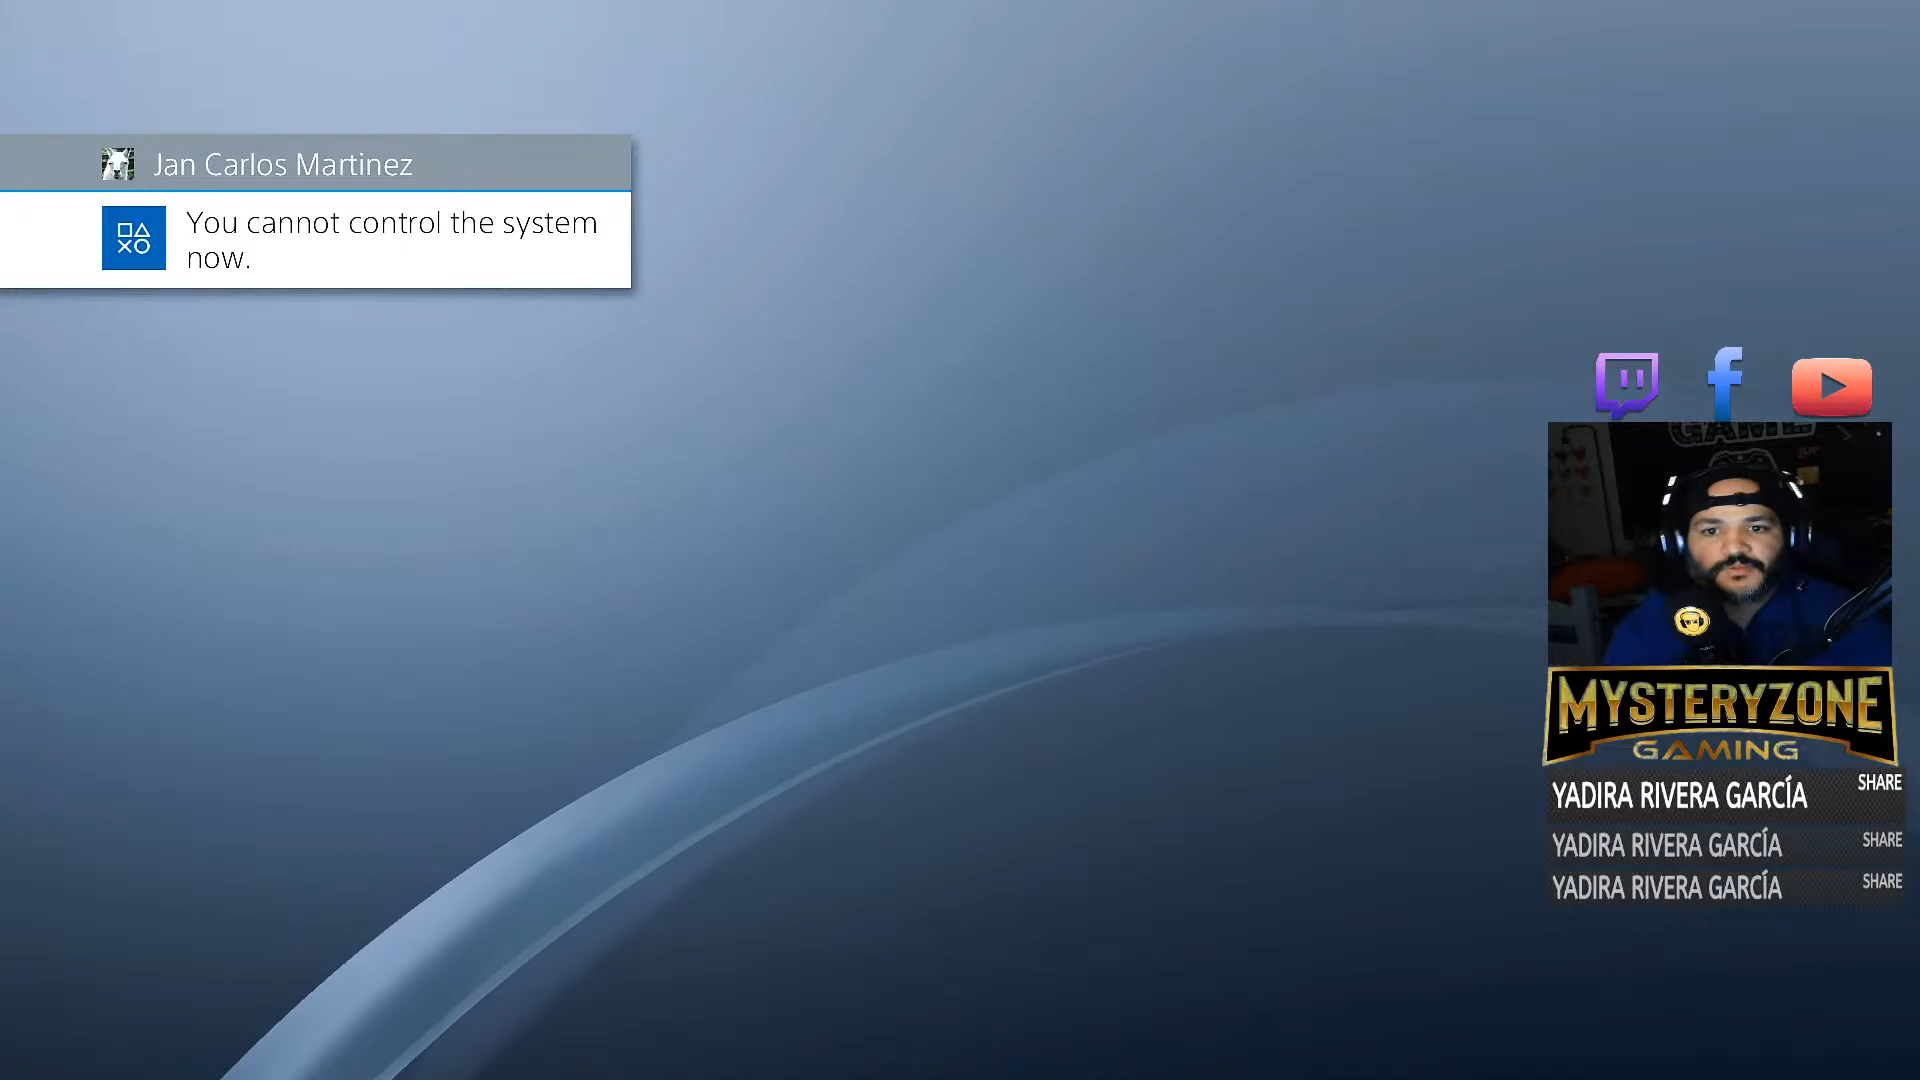 Jan Carlos Martinez
You cannot control the system
now.
GAME
MYSTERYZONE
GAMING
YADIRA RIVERA GARCÍA SHARE
YADIRA RIVERA GARCÍA SHARE
YADIRA RIVERA GARCÍA SHARE